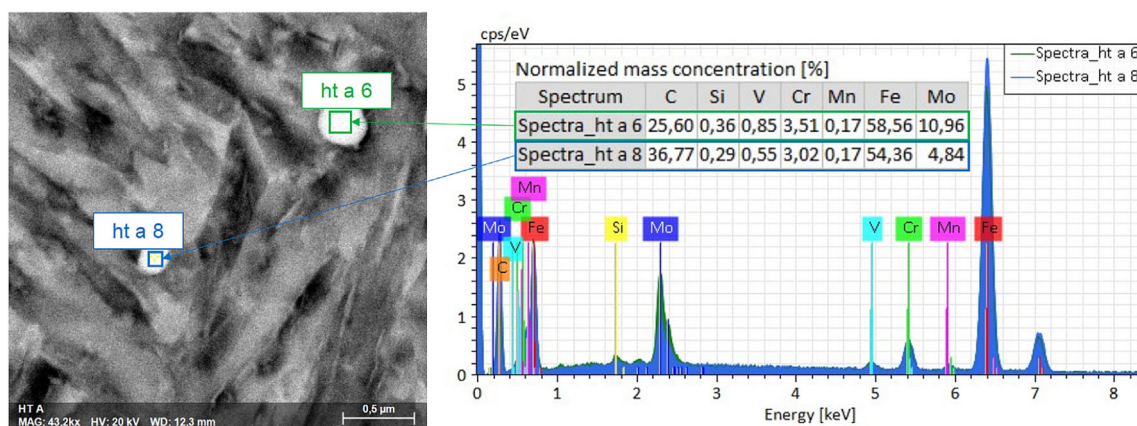 ht a 6
ht a 8
HT A
MAG: 43.2kx HV: 20 kV WD: 12.3 mm
0,5 µm
cps/eV
Spectra_ht a 6
Spectra_ht a 8
Normalized mass concentration [%]
Spectrum C Si V Cr Mn Fe Mo
Spectra_ht a 6 25,60 0,36 0,85 3,51 0,17 58,56 10,96
Spectra_ht a 8 36,77 0,29 0,55 3,02 0,17 54,36 4,84
5
4
3
2
1
0
Mn
Cr
Mo V Fe Si Mo V Cr Mn Fe
C
0 1 2 3 4 5 6 7 8
Energy [keV]